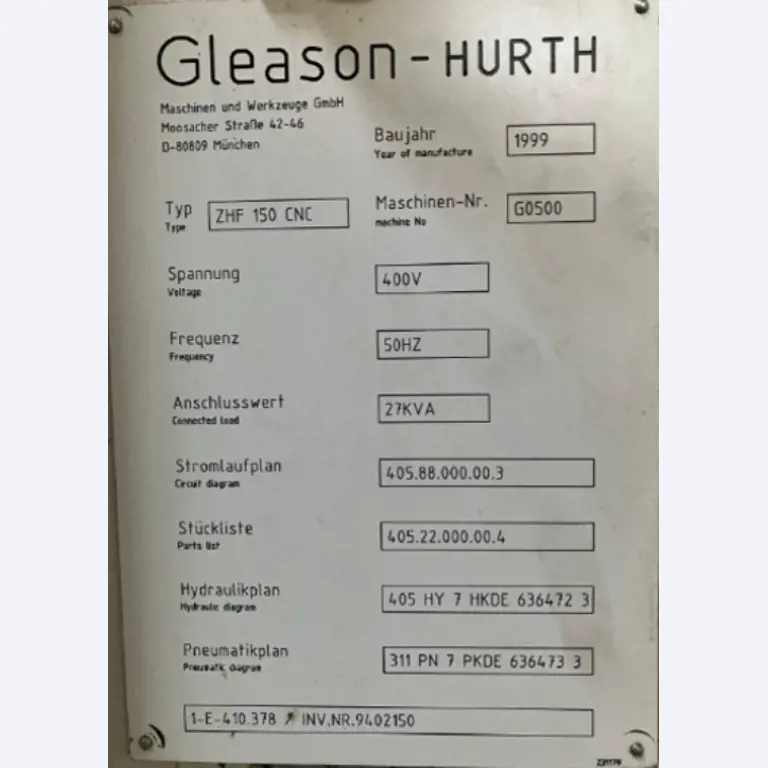 Gleason - HURTH
Maschinen und Werkzeuge GmbH
Moosacher Straße 42-46
D-80809 München
Baujahr 1999
Year of manufacture
Typ ZHF 150 CNC
Type
Maschinen-Nr. G0500
machine No
Spannung 400V
Voltage
Frequenz 50HZ
Frequency
Anschlusswert 27KVA
Connected load
Stromlaufplan 405.88.000.00.3
Circuit diagram
Stückliste 405.22.000.00.4
Parts list
Hydraulikplan 405 HY 7 HKDE 636472 3
Hydraulic diagram
Pneumatikplan 311 PN 7 PKDE 636473 3
Pneumatic diagram
1-E-410.378 / INV.NR.9402150